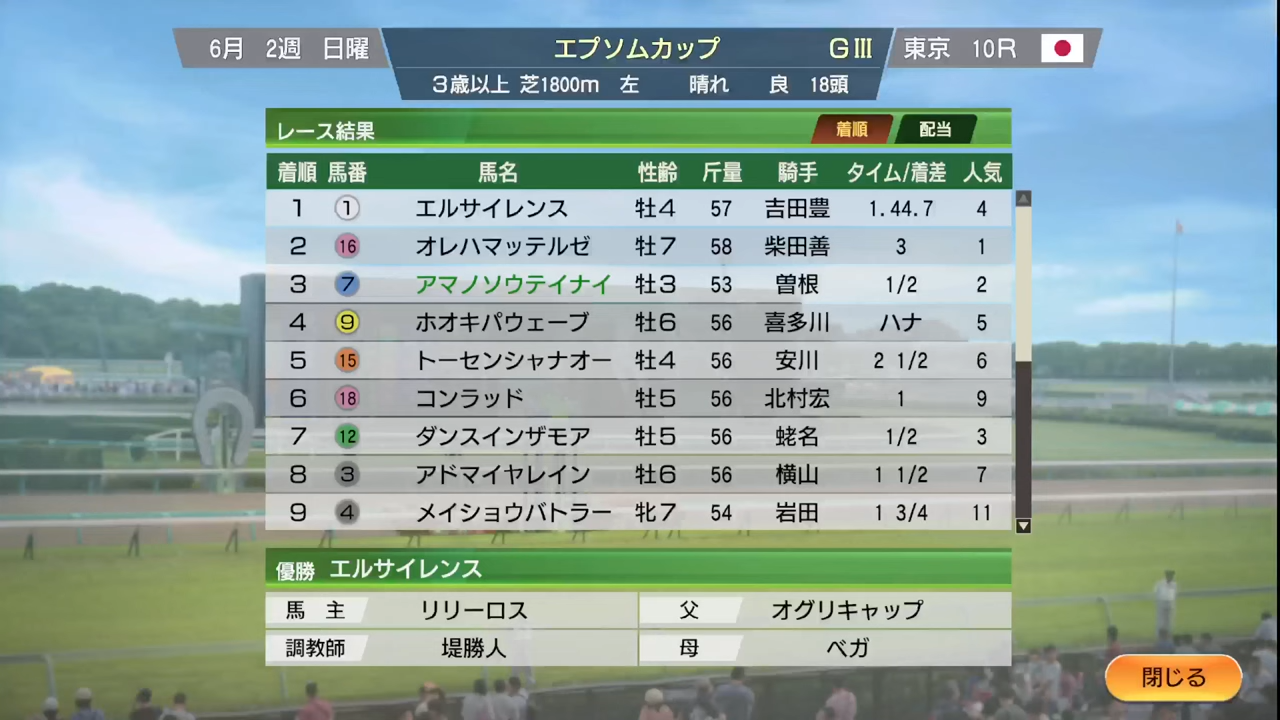 6月 2週 日曜 エプソムカップ GⅢ 東京 10R
3歳以上 芝1800m 左 晴れ 良 18頭
レース結果 着順 配当
着順 馬番 馬名 性齢 斤量 騎手 タイム/着差 人気
1 1 エルサイレンス 牡4 57 吉田豊 1.44.7 4
2 16 オレハマッテルゼ 牡7 58 柴田善 3 1
3 7 アマノソウテイナイ 牡3 53 曽根 1/2 2
4 9 ホオキパウェーブ 牡6 56 喜多川 ハナ 5
5 15 トーセンシャナオー 牡4 56 安川 2 1/2 6
6 18 コンラッド 牡5 56 北村宏 1 9
7 12 ダンスインザモア 牡5 56 蛯名 1/2 3
8 3 アドマイヤレイン 牡6 56 横山 1 1/2 7
9 4 メイショウバトラー 牝7 54 岩田 1 3/4 11
優勝 エルサイレンス
馬主 リリーロス 父 オグリキャップ
調教師 堤勝人 母 ベガ
閉じる